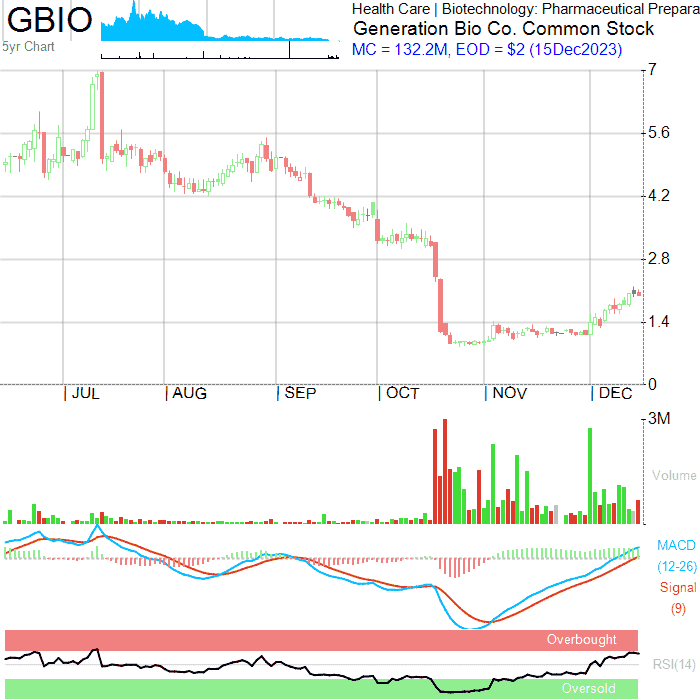 GBIO
5yr Chart
Health Care | Biotechnology: Pharmaceutical Prepara
Generation Bio Co. Common Stock
MC = 132.2M, EOD = $2 (15Dec2023)
7
5.6
4.2
2.8
1.4
0
JUL AUG SEP OCT NOV DEC
3M
Volume
MACD
(12-26)
Signal
(9)
Overbought
RSI(14)
Oversold